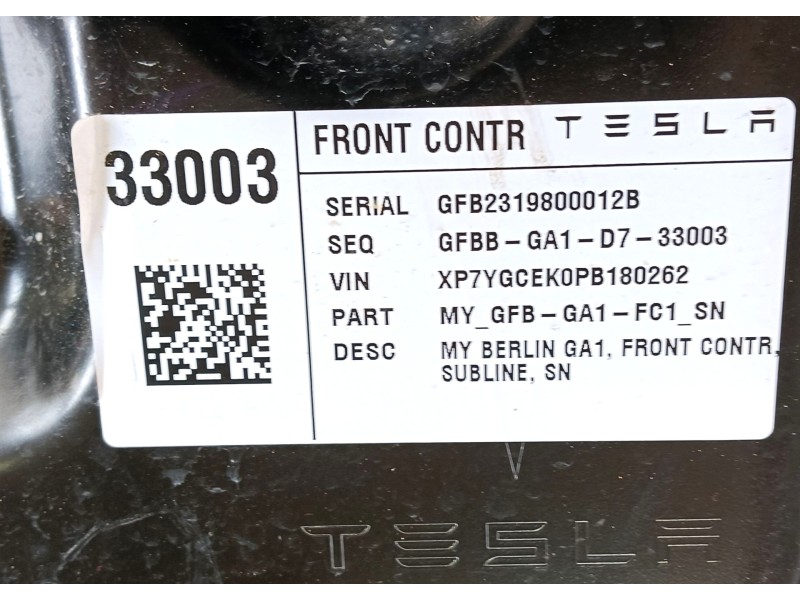 33003
FRONT CONTR TESLA
SERIAL GFB2319800012B
SEQ GFBB-GA1-D7-33003
VIN XP7YGCEK0PB180262
PART MY_GFB-GA1-FC1_SN
DESC MY BERLIN GA1, FRONT CONTR,
SUBLINE, SN
TESLA